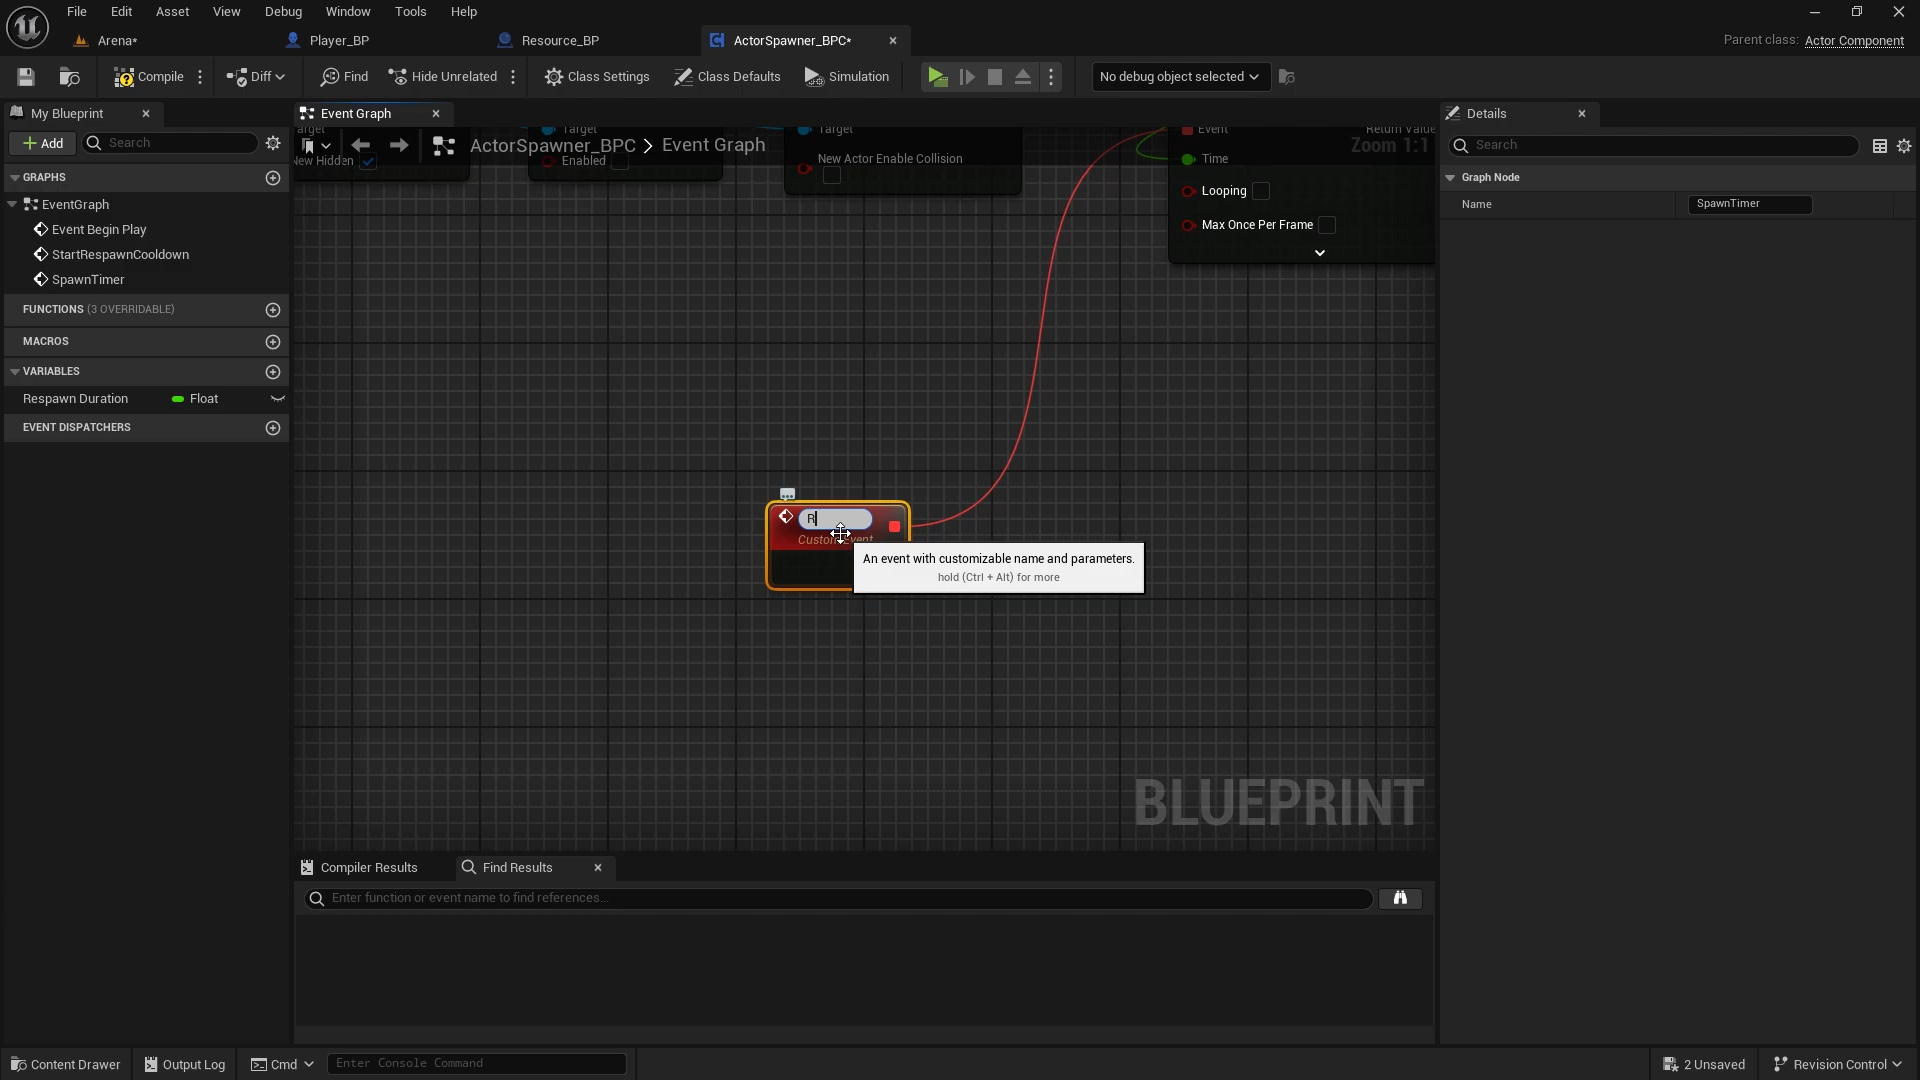 File Edit Asset View Debug Window Tools Help
Arena* Player_BP Resource_BP ActorSpawner_BPC* Parent class: Actor Component
Compile Diff Find Hide Unrelated Class Settings Class Defaults Simulation No debug object selected
My Blueprint
Event Graph
Details
Add Search
ActorSpawner_BPC > Event Graph
Zoom 1:1
Search
Target
Target
Event
Return Value
New Hidden
Enabled
New Actor Enable Collision
Time
Looping
Max Once Per Frame
GRAPHS
EventGraph
Event Begin Play
StartRespawnCooldown
SpawnTimer
FUNCTIONS (3 OVERRIDABLE)
MACROS
VARIABLES
Respawn Duration Float
EVENT DISPATCHERS
Graph Node
Name SpawnTimer
R
Custom Event
An event with customizable name and parameters.
hold (Ctrl + Alt) for more
BLUEPRINT
Compiler Results Find Results
Enter function or event name to find references...
Content Drawer Output Log Cmd Enter Console Command 2 Unsaved Revision Control